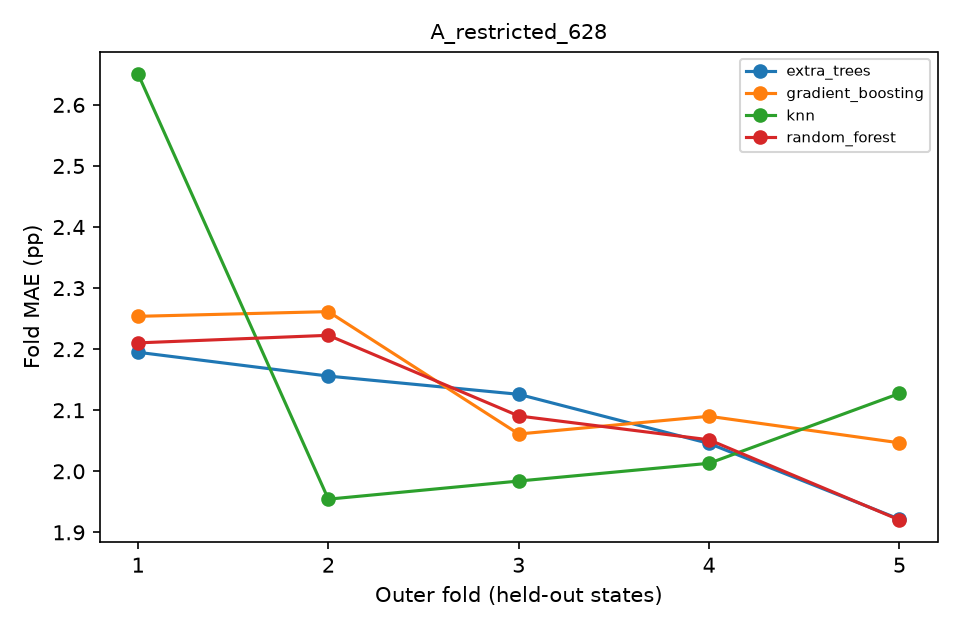 A_restricted_628
extra_trees
gradient_boosting
knn
random_forest
Fold MAE (pp)
2.6
2.5
2.4
2.3
2.2
2.1
2.0
1.9
1 2 3 4 5
Outer fold (held-out states)